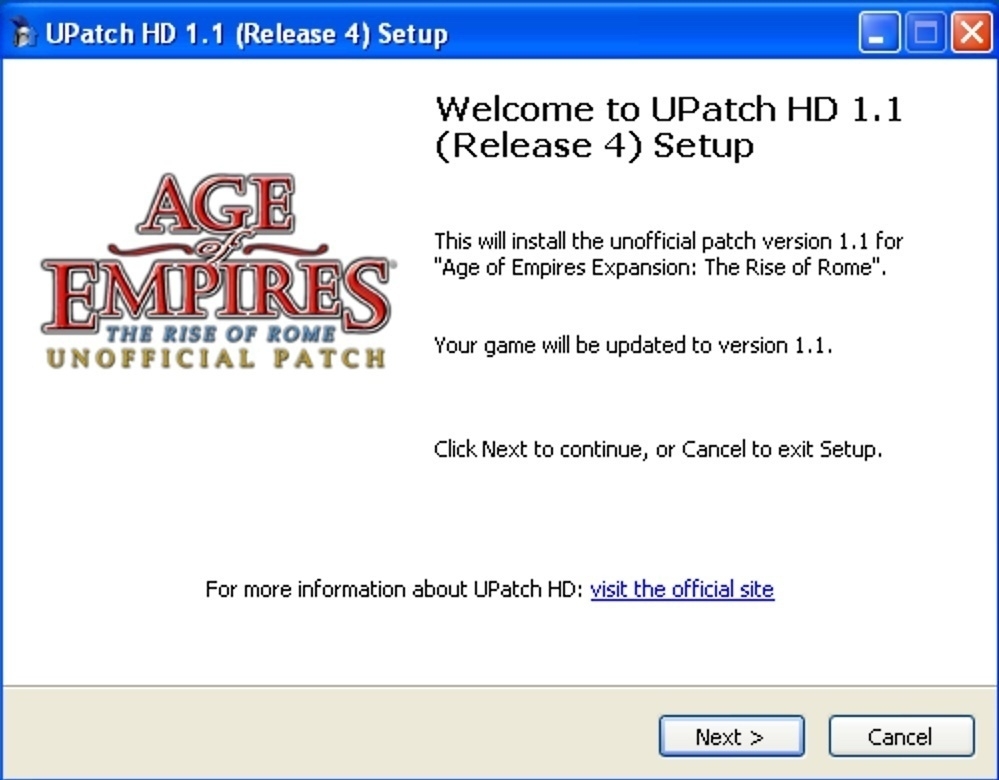 UPatch HD 1.1 (Release 4) Setup
Welcome to UPatch HD 1.1
(Release 4) Setup
AGE
of
EMPIRES
THE RISE OF ROME
UNOFFICIAL PATCH
This will install the unofficial patch version 1.1 for
"Age of Empires Expansion: The Rise of Rome".
Your game will be updated to version 1.1.
Click Next to continue, or Cancel to exit Setup.
For more information about UPatch HD: visit the official site
Next >
Cancel